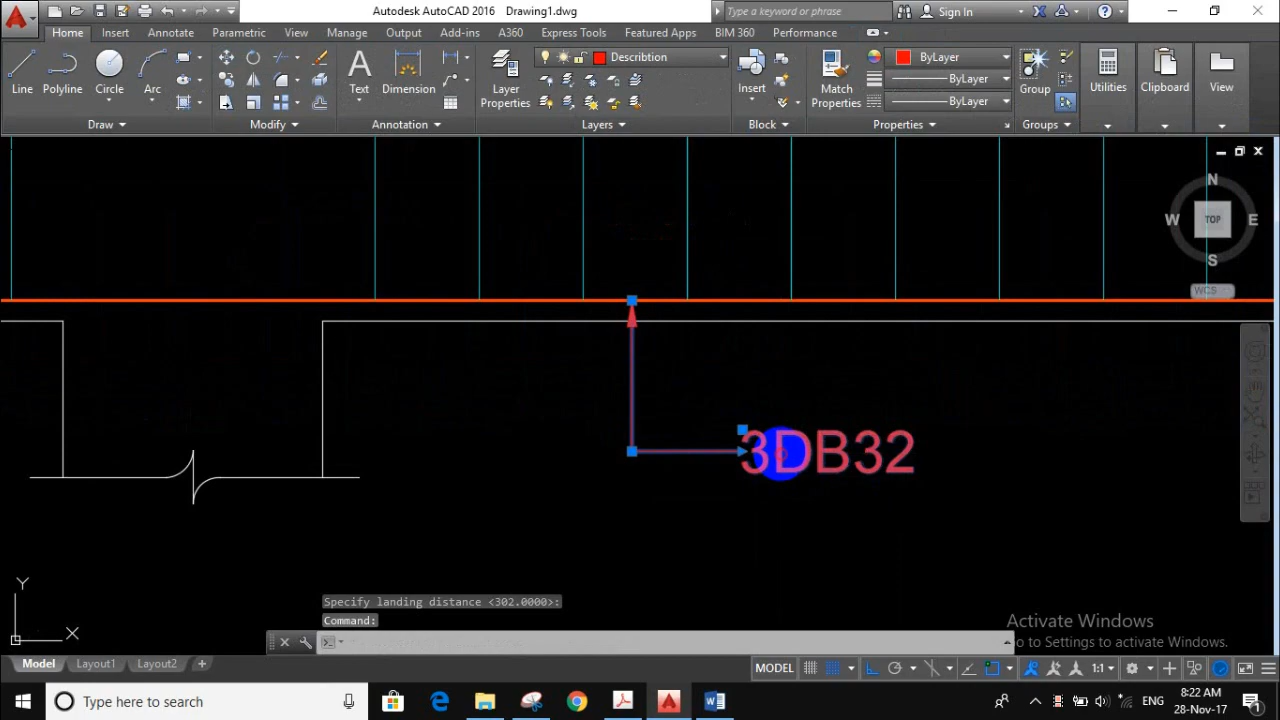 Autodesk AutoCAD 2016 Drawing1.dwg
Type a keyword or phrase
Sign In
Home Insert Annotate Parametric View Manage Output Add-ins A360 Express Tools Featured Apps BIM 360 Performance
Describtion
ByLayer
ByLayer
ByLayer
Line Polyline Circle Arc Text Dimension Layer Properties Insert Match Properties Group Utilities Clipboard View
Draw Modify Annotation Layers Block Properties Groups
N
W TOP E
S
WCS
3DB32
Y
X
Specify landing distance <302.0000>:
Command:
Activate Windows
o to Settings to activate Windows.
Model Layout1 Layout2
MODEL 1:1
Type here to search
ENG
8:22 AM
28-Nov-17